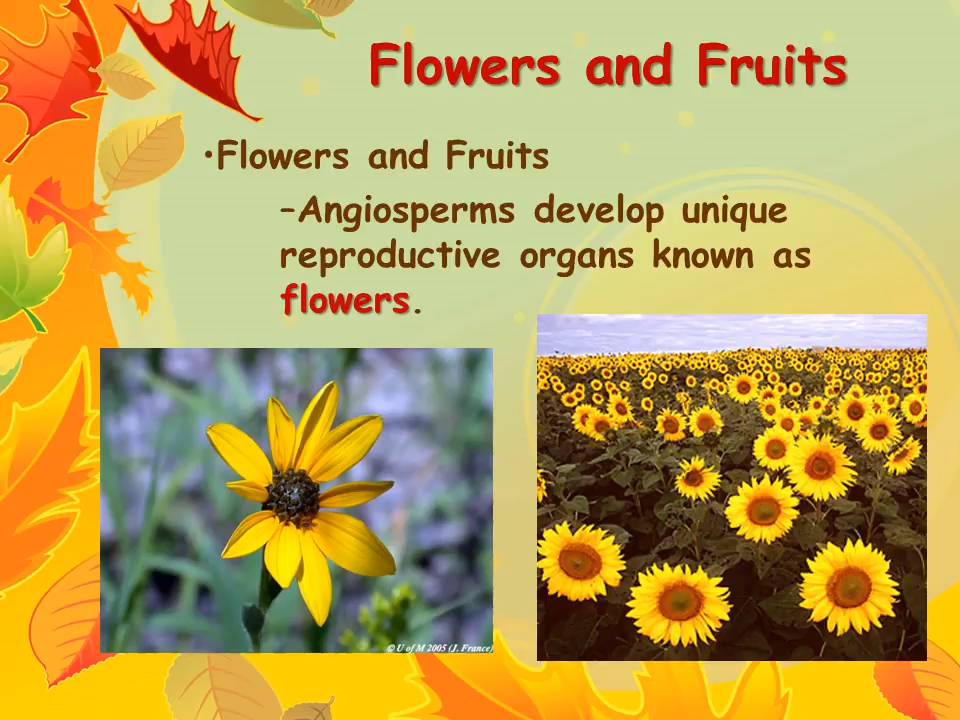 Flowers and Fruits
•Flowers and Fruits
–Angiosperms develop unique
reproductive organs known as
flowers.
© U of M 2005 (J. France)